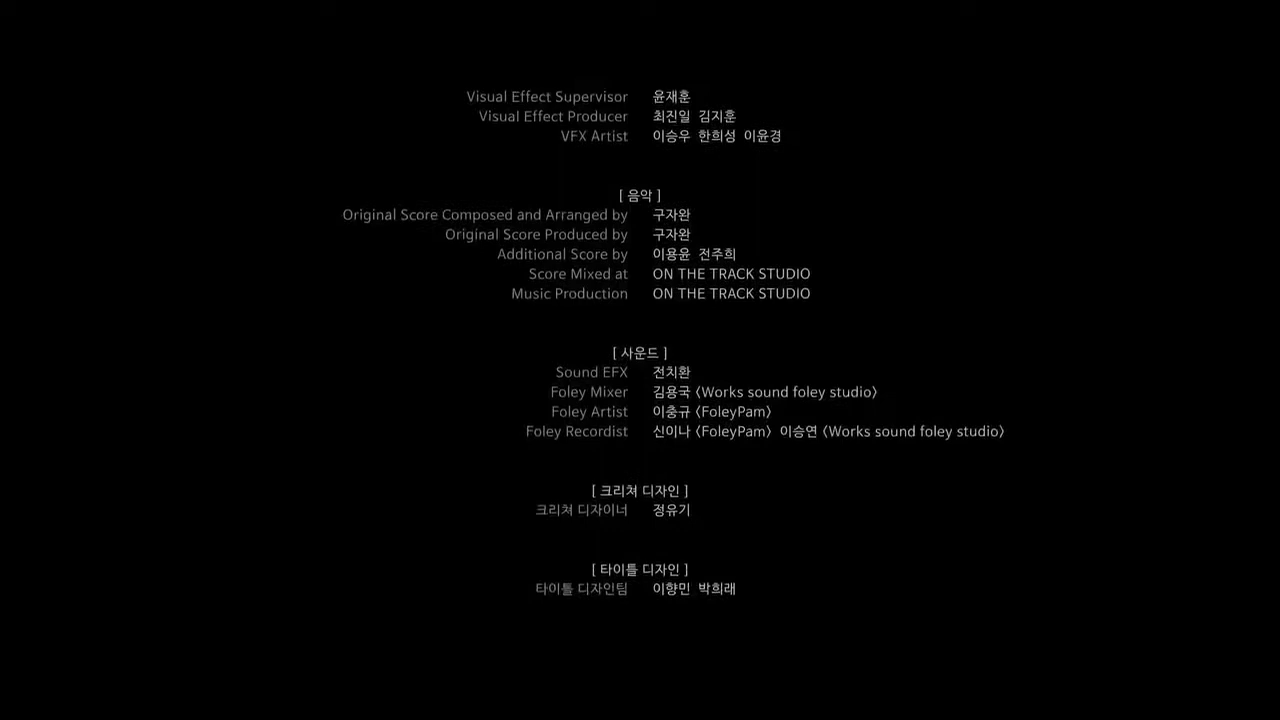 Visual Effect Supervisor 윤재훈
Visual Effect Producer 최진일 김지훈
VFX Artist 이승우 한희성 이윤경
[ 음악 ]
Original Score Composed and Arranged by 구자완
Original Score Produced by 구자완
Additional Score by 이용윤 전주희
Score Mixed at ON THE TRACK STUDIO
Music Production ON THE TRACK STUDIO
[ 사운드 ]
Sound EFX 전치환
Foley Mixer 김용국 〈Works sound foley studio〉
Foley Artist 이충규 〈FoleyPam〉
Foley Recordist 신이나 〈FoleyPam〉 이승연 〈Works sound foley studio〉
[ 크리쳐 디자인 ]
크리쳐 디자이너 정유기
[ 타이틀 디자인 ]
타이틀 디자인팀 이향민 박희래